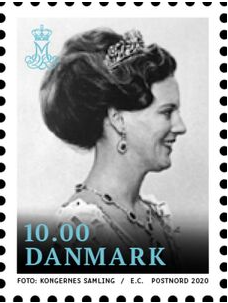 10.00
DANMARK
FOTO: KONGERNES SAMLING / E.C. POSTNORD 2020